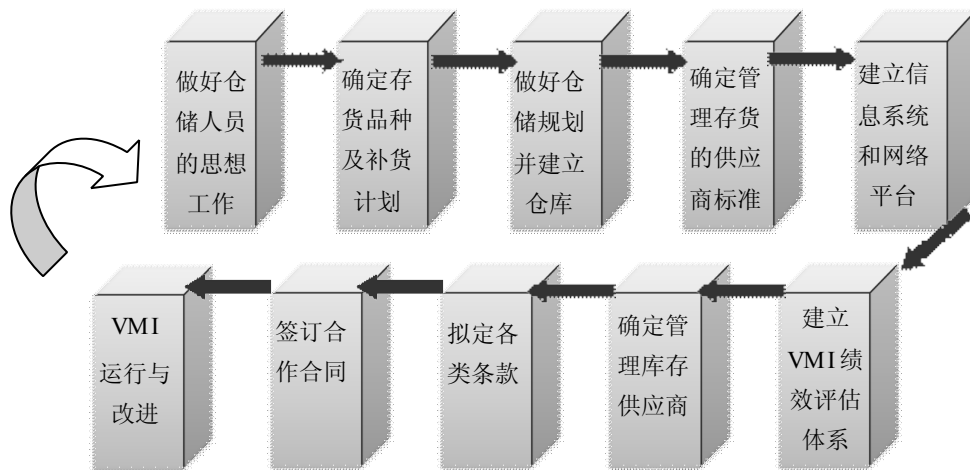 做好仓
储人员
的思想
工作
确定存
货品种
及补货
计划
做好仓
储规划
并建立
仓库
确定管
理存货
的供应
商标准
建立信
息系统
和网络
平台
建立
VMI绩
效评估
体系
确定管
理库存
供应商
拟定各
类条款
签订合
作合同
VMI
运行与
改进